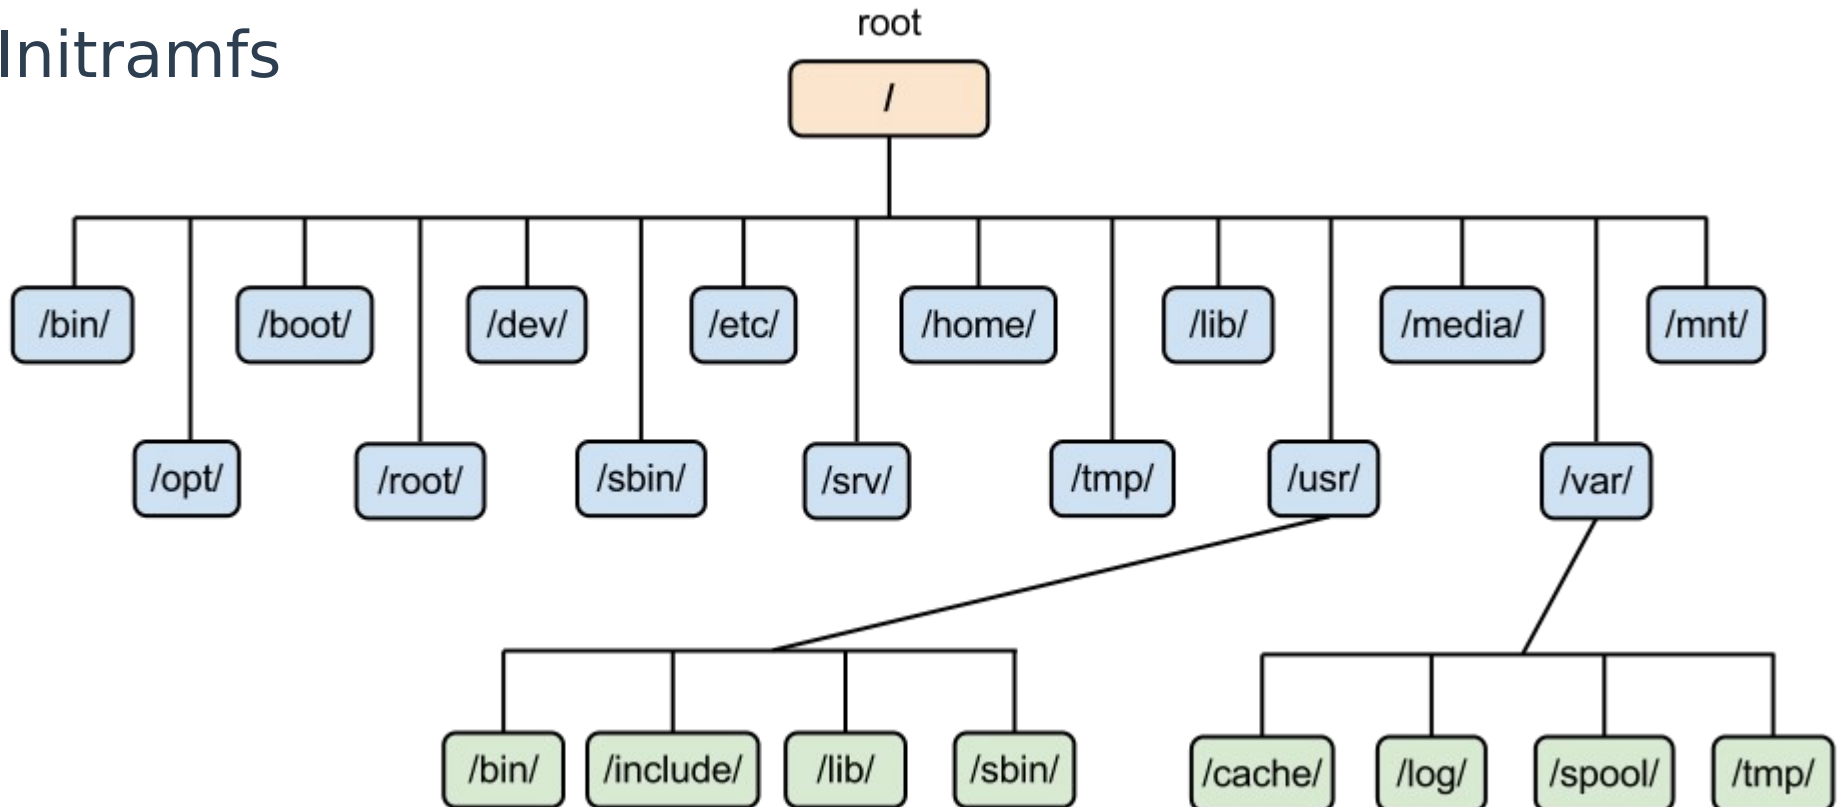 Initramfs
root
/
/bin/ /boot/ /dev/ /etc/ /home/ /lib/ /media/ /mnt/
/opt/ /root/ /sbin/ /srv/ /tmp/ /usr/ /var/
/bin/ /include/ /lib/ /sbin/ /cache/ /log/ /spool/ /tmp/